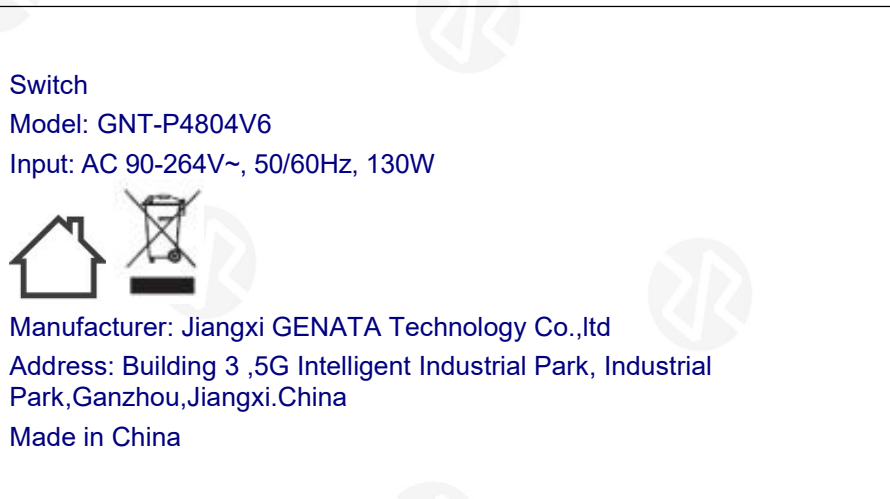 Switch
Model: GNT-P4804V6
Input: AC 90-264V~, 50/60Hz, 130W
Manufacturer: Jiangxi GENATA Technology Co.,ltd
Address: Building 3 ,5G Intelligent Industrial Park, Industrial
Park,Ganzhou,Jiangxi.China
Made in China